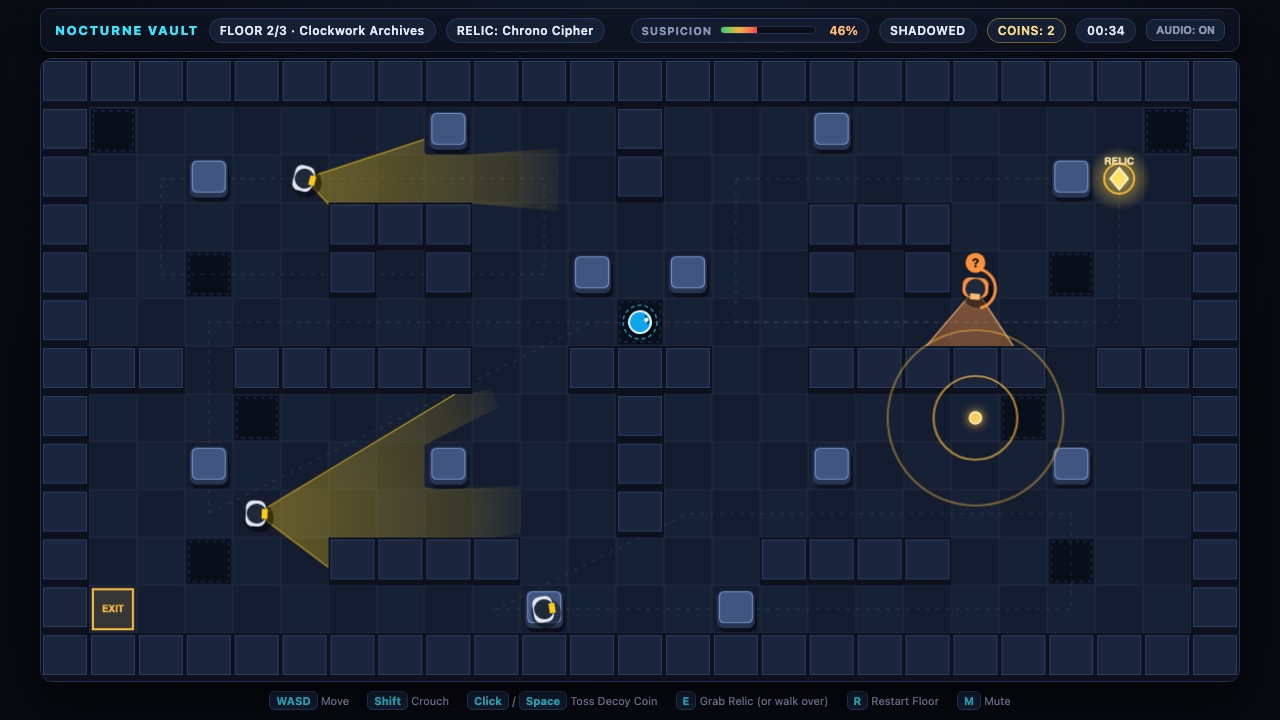 NOCTURNE VAULT FLOOR 2/3 · Clockwork Archives RELIC: Chrono Cipher SUSPICION 46% SHADOWED COINS: 2 00:34 AUDIO: ON
RELIC
?
EXIT
WASD Move Shift Crouch Click / Space Toss Decoy Coin E Grab Relic (or walk over) R Restart Floor M Mute